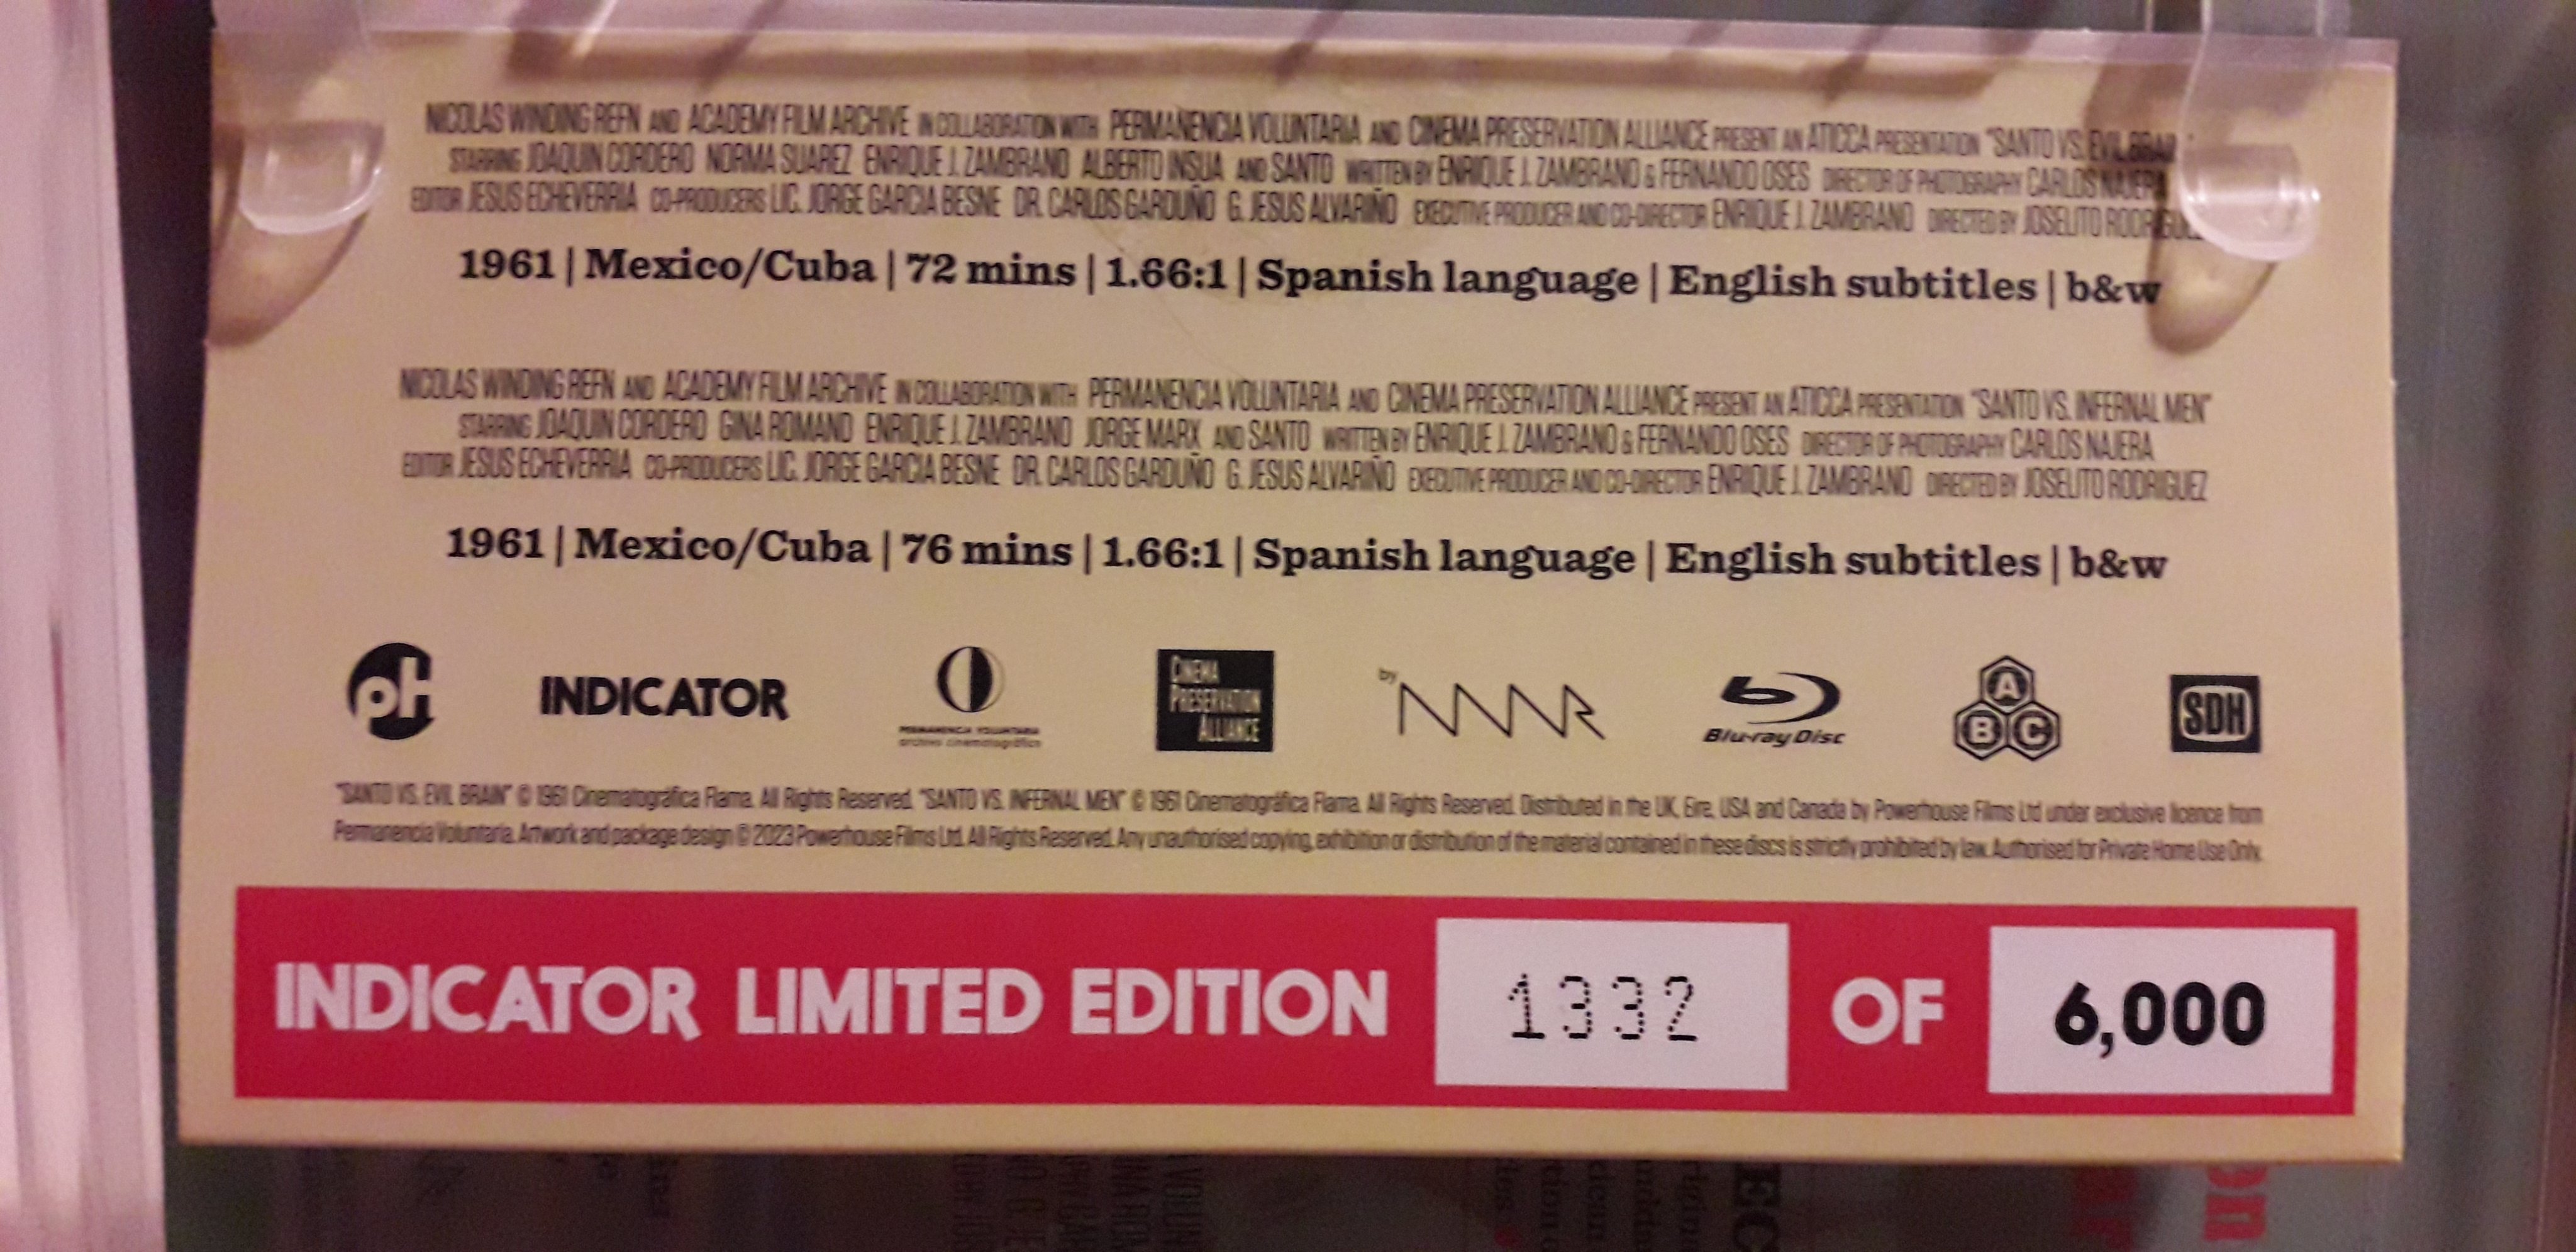 NICOLAS WINDING REFN AND ACADEMY FILM ARCHIVE IN COLLABORATION WITH PERMANENCIA VOLUNTARIA AND CINEMA PRESERVATION ALLIANCE PRESENT AN ATICCA PRESENTATION "SANTO VS. EVIL BRAIN"
STARRING JOAQUIN CORDERO NORMA SUAREZ ENRIQUE J. ZAMBRANO ALBERTO INSUA AND SANTO WRITTEN BY ENRIQUE J. ZAMBRANO & FERNANDO OSES DIRECTOR OF PHOTOGRAPHY CARLOS NAJERA
EDITOR JESUS ECHEVERRIA CO-PRODUCERS LIC. JORGE GARCIA BESNE DR. CARLOS GARDUÑO G. JESUS ALVARIÑO EXECUTIVE PRODUCER AND CO-DIRECTOR ENRIQUE J. ZAMBRANO DIRECTED BY JOSELITO RODRIGUEZ
1961 | Mexico/Cuba | 72 mins | 1.66:1 | Spanish language | English subtitles | b&w
NICOLAS WINDING REFN AND ACADEMY FILM ARCHIVE IN COLLABORATION WITH PERMANENCIA VOLUNTARIA AND CINEMA PRESERVATION ALLIANCE PRESENT AN ATICCA PRESENTATION "SANTO VS. INFERNAL MEN"
STARRING JOAQUIN CORDERO GINA ROMAND ENRIQUE J. ZAMBRANO JORGE MARX AND SANTO WRITTEN BY ENRIQUE J. ZAMBRANO & FERNANDO OSES DIRECTOR OF PHOTOGRAPHY CARLOS NAJERA
EDITOR JESUS ECHEVERRIA CO-PRODUCERS LIC. JORGE GARCIA BESNE DR. CARLOS GARDUÑO G. JESUS ALVARIÑO EXECUTIVE PRODUCER AND CO-DIRECTOR ENRIQUE J. ZAMBRANO DIRECTED BY JOSELITO RODRIGUEZ
1961 | Mexico/Cuba | 76 mins | 1.66:1 | Spanish language | English subtitles | b&w
pH
INDICATOR
PERMANENCIA VOLUNTARIA
archivo cinematográfico
CINEMA
PRESERVATION
ALLIANCE
by NWR
Blu-ray Disc
A
B C
SDH
"SANTO VS. EVIL BRAIN" © 1961 Cinematográfica Flama. All Rights Reserved. "SANTO VS. INFERNAL MEN" © 1961 Cinematográfica Flama. All Rights Reserved. Distributed in the UK, Eire, USA and Canada by Powerhouse Films Ltd under exclusive licence from
Permanencia Voluntaria. Artwork and package design © 2023 Powerhouse Films Ltd. All Rights Reserved. Any unauthorised copying, exhibition or distribution of the material contained in these discs is strictly prohibited by law. Authorised for Private Home Use Only.
INDICATOR LIMITED EDITION 1332 OF 6,000